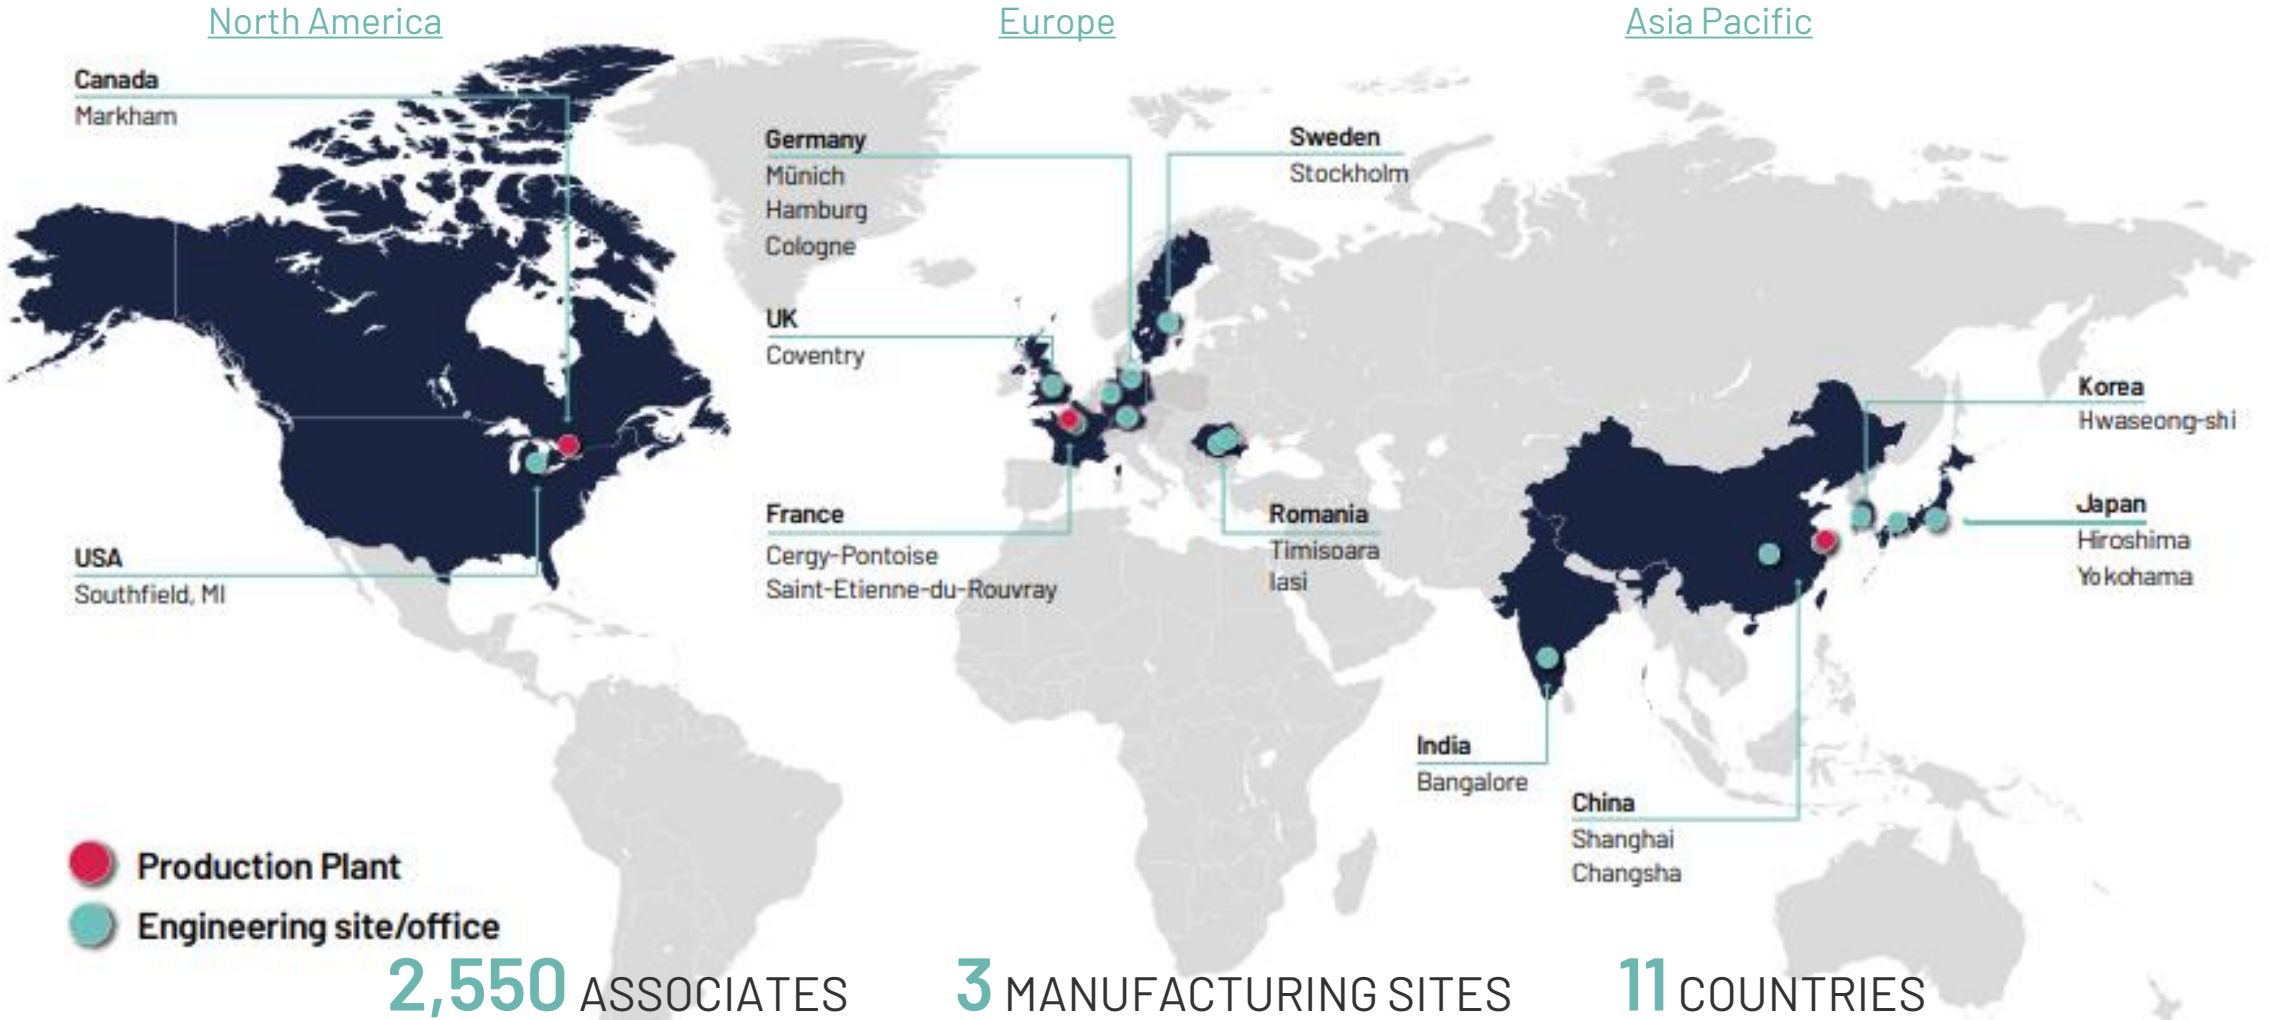 North America
Europe
Asia Pacific
Canada
Markham
USA
Southfield, MI
Germany
Münich
Hamburg
Cologne
UK
Coventry
France
Cergy-Pontoise
Saint-Etienne-du-Rouvray
Sweden
Stockholm
Romania
Timisoara
Iasi
Korea
Hwaseong-shi
Japan
Hiroshima
Yokohama
India
Bangalore
China
Shanghai
Changsha
Production Plant
Engineering site/office
2,550 ASSOCIATES
3 MANUFACTURING SITES
11 COUNTRIES